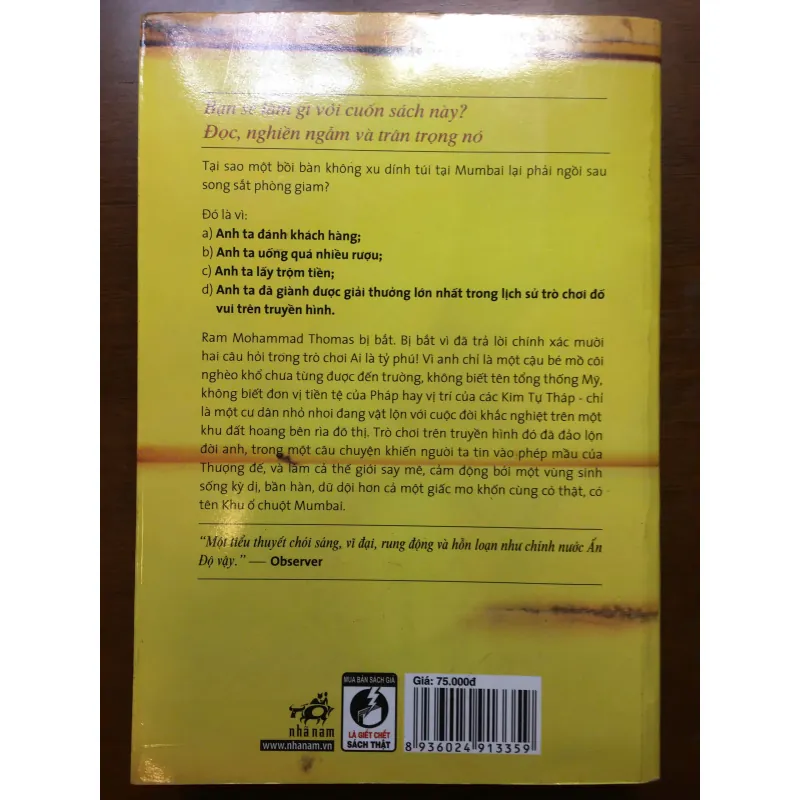 Bạn sẽ làm gì với cuốn sách này?
Đọc, nghiền ngẫm và trân trọng nó
Tại sao một bồi bàn không xu dính túi tại Mumbai lại phải ngồi sau
song sắt phòng giam?
Đó là vì:
a) Anh ta đánh khách hàng;
b) Anh ta uống quá nhiều rượu;
c) Anh ta lấy trộm tiền;
d) Anh ta đã giành được giải thưởng lớn nhất trong lịch sử trò chơi đố
vui trên truyền hình.
Ram Mohammad Thomas bị bắt. Bị bắt vì đã trả lời chính xác mười
hai câu hỏi trong trò chơi Ai là tỷ phú! Vì anh chỉ là một cậu bé mồ côi
nghèo khổ chưa từng được đến trường, không biết tên tổng thống Mỹ,
không biết đơn vị tiền tệ của Pháp hay vị trí của các Kim Tự Tháp - chỉ
là một cư dân nhỏ nhoi đang vật lộn với cuộc đời khắc nghiệt trên một
khu đất hoang bên rìa đô thị. Trò chơi trên truyền hình đó đã đảo lộn
đời anh, trong một câu chuyện khiến người ta tin vào phép mầu của
Thượng đế, và làm cả thế giới say mê, cảm động bởi một vùng sinh
sống kỳ dị, bần hàn, dữ dội hơn cả một giấc mơ khốn cùng có thật, có
tên Khu ổ chuột Mumbai.
“Một tiểu thuyết chói sáng, vĩ đại, rung động và hỗn loạn như chính nước Ấn
Độ vậy.” — Observer
nhã nam
www.nhanam.vn
MUA BÁN SÁCH GIẢ
LÀ GIẾT CHẾT
SÁCH THẬT
Giá: 75.000đ
8 936024 913359